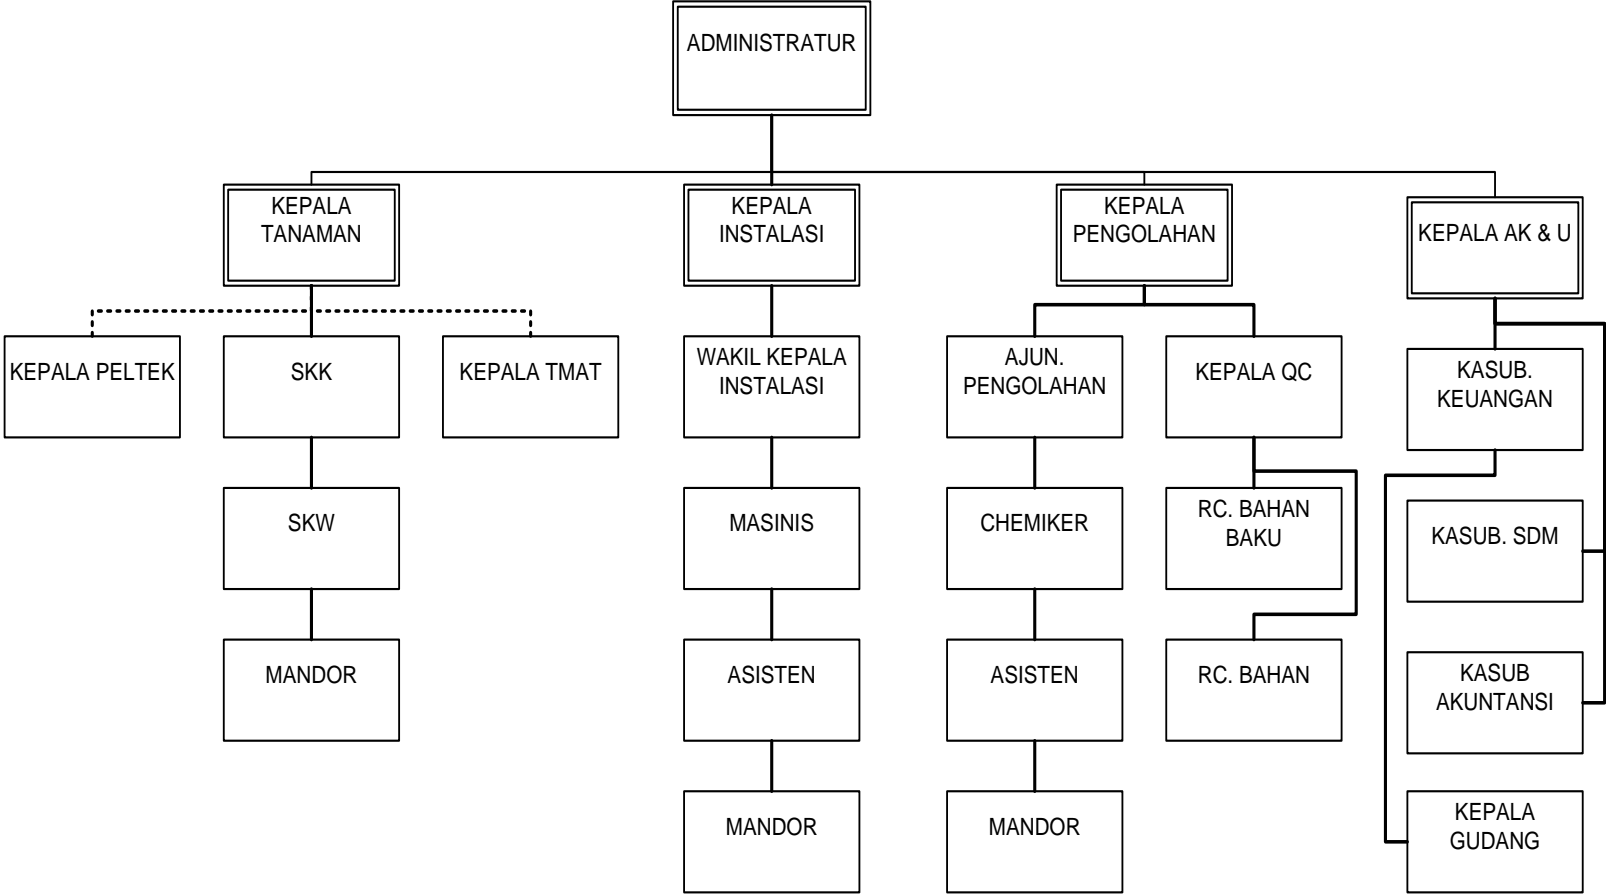 ADMINISTRATUR
KEPALA
TANAMAN
KEPALA
INSTALASI
KEPALA
PENGOLAHAN
KEPALA AK & U
KEPALA PELTEK
SKK
KEPALA TMAT
WAKIL KEPALA
INSTALASI
AJUN.
PENGOLAHAN
KEPALA QC
KASUB.
KEUANGAN
SKW
MASINIS
CHEMIKER
RC. BAHAN
BAKU
KASUB. SDM
MANDOR
ASISTEN
ASISTEN
RC. BAHAN
KASUB
AKUNTANSI
MANDOR
MANDOR
KEPALA
GUDANG